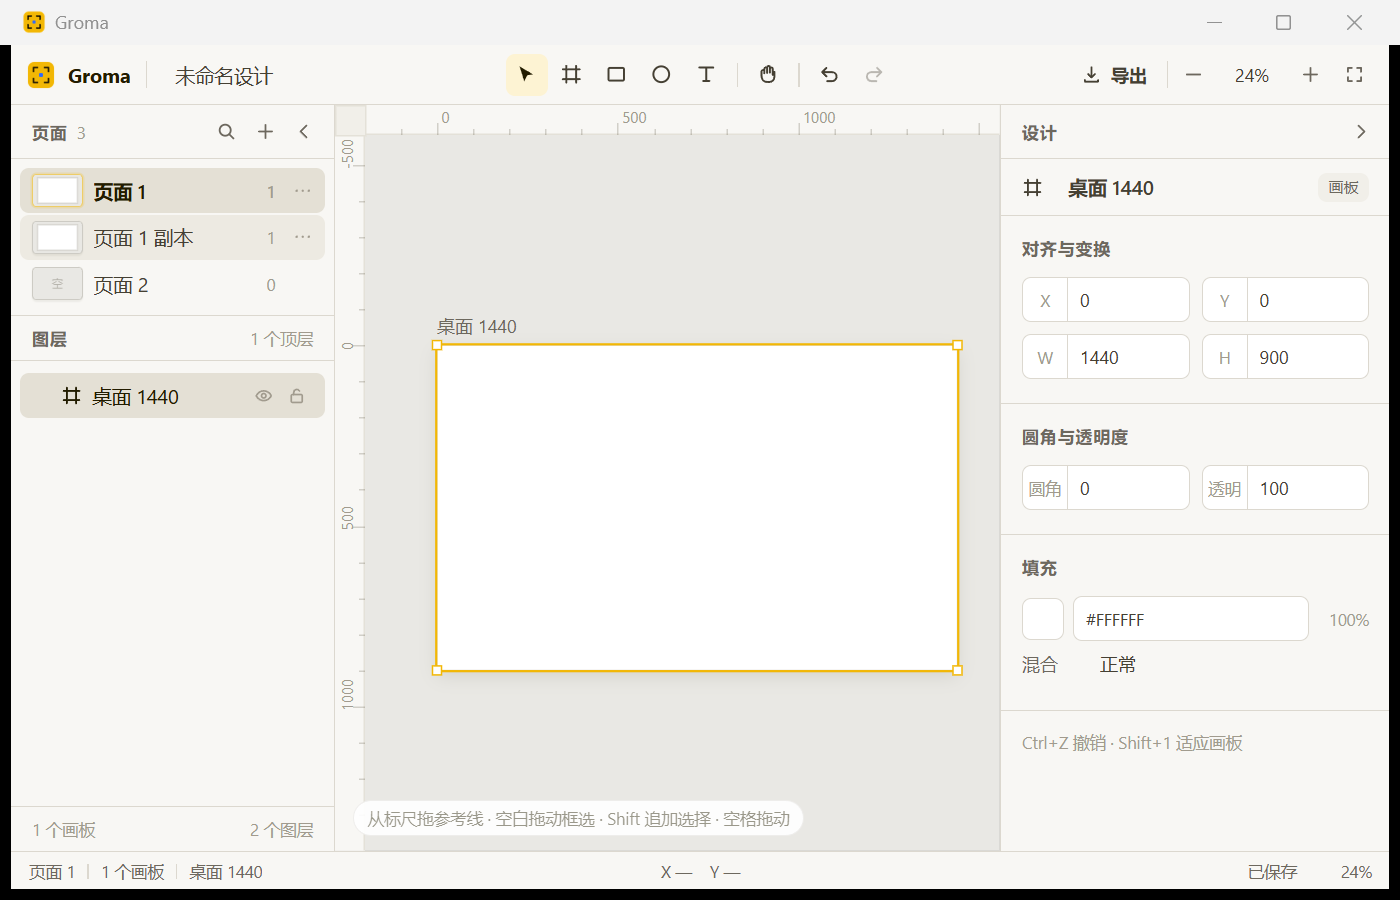 Groma
Groma
未命名设计
导出
24%
页面 3
页面 1
1
页面 1 副本
1
空
页面 2
0
图层
1 个顶层
桌面 1440
1 个画板
2 个图层
0
500
1000
-500
0
500
1000
桌面 1440
从标尺拖参考线 · 空白拖动框选 · Shift 追加选择 · 空格拖动
设计
桌面 1440
画板
对齐与变换
X 0
Y 0
W 1440
H 900
圆角与透明度
圆角 0
透明 100
填充
#FFFFFF
100%
混合
正常
Ctrl+Z 撤销 · Shift+1 适应画板
页面 1
1 个画板
桌面 1440
X —
Y —
已保存
24%